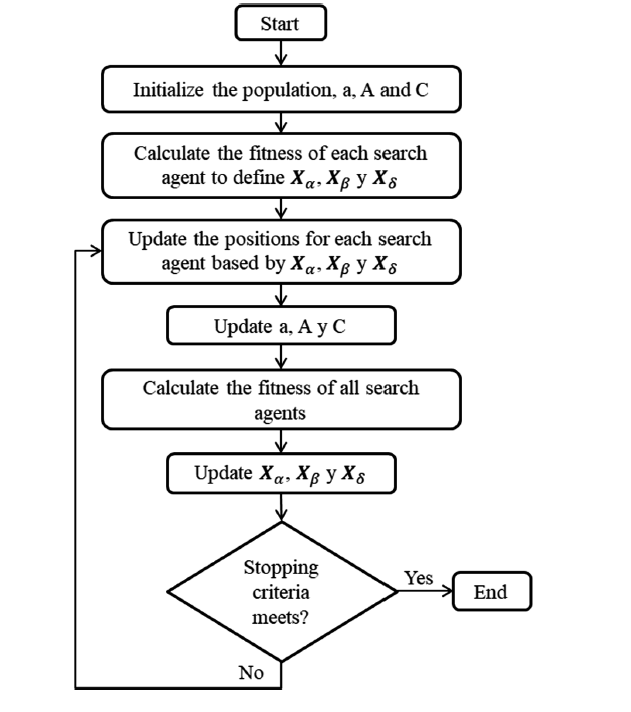 Start
Initialize the population, a, A and C
Calculate the fitness of each search
agent to define Xα, Xβ y Xδ
Update the positions for each search
agent based by Xα, Xβ y Xδ
Update a, A y C
Calculate the fitness of all search
agents
Update Xα, Xβ y Xδ
Stopping
criteria
meets?
Yes
End
No